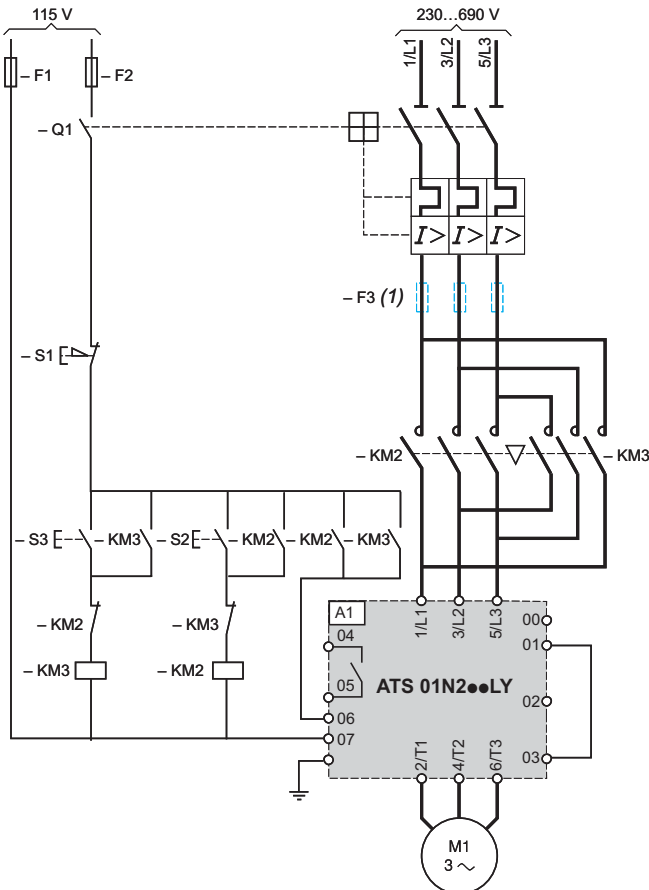 115 V
230...690 V
1/L1
3/L2
5/L3
– F1
– F2
– Q1
I> I> I>
– F3 (1)
– S1
– KM2
– KM3
– S3
– KM3
– S2
– KM2
– KM2
– KM3
– KM2
– KM3
– KM3
– KM2
A1
1/L1
3/L2
5/L3
00
04
01
05
ATS 01N2●●LY
02
06
07
2/T1
4/T2
6/T3
03
M1
3 ~